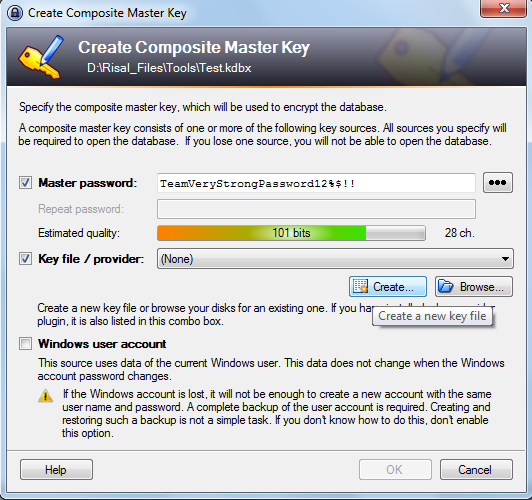 Create Composite Master Key
Create Composite Master Key
D:\Risal_Files\Tools\Test.kdbx
Specify the composite master key, which will be used to encrypt the database.
A composite master key consists of one or more of the following key sources. All sources you specify will
be required to open the database. If you lose one source, you will not be able to open the database.
Master password:
TeamVeryStrongPassword12%$!!
Repeat password:
Estimated quality:
101 bits
28 ch.
Key file / provider:
(None)
Create...
Browse...
Create a new key file or browse your disks for an existing one. If you
plugin, it is also listed in this combo box.
Create a new key file
Windows user account
This source uses data of the current Windows user. This data does not change when the Windows
account password changes.
If the Windows account is lost, it will not be enough to create a new account with the same
user name and password. A complete backup of the user account is required. Creating and
restoring such a backup is not a simple task. If you don't know how to do this, don't enable
this option.
Help
OK
Cancel